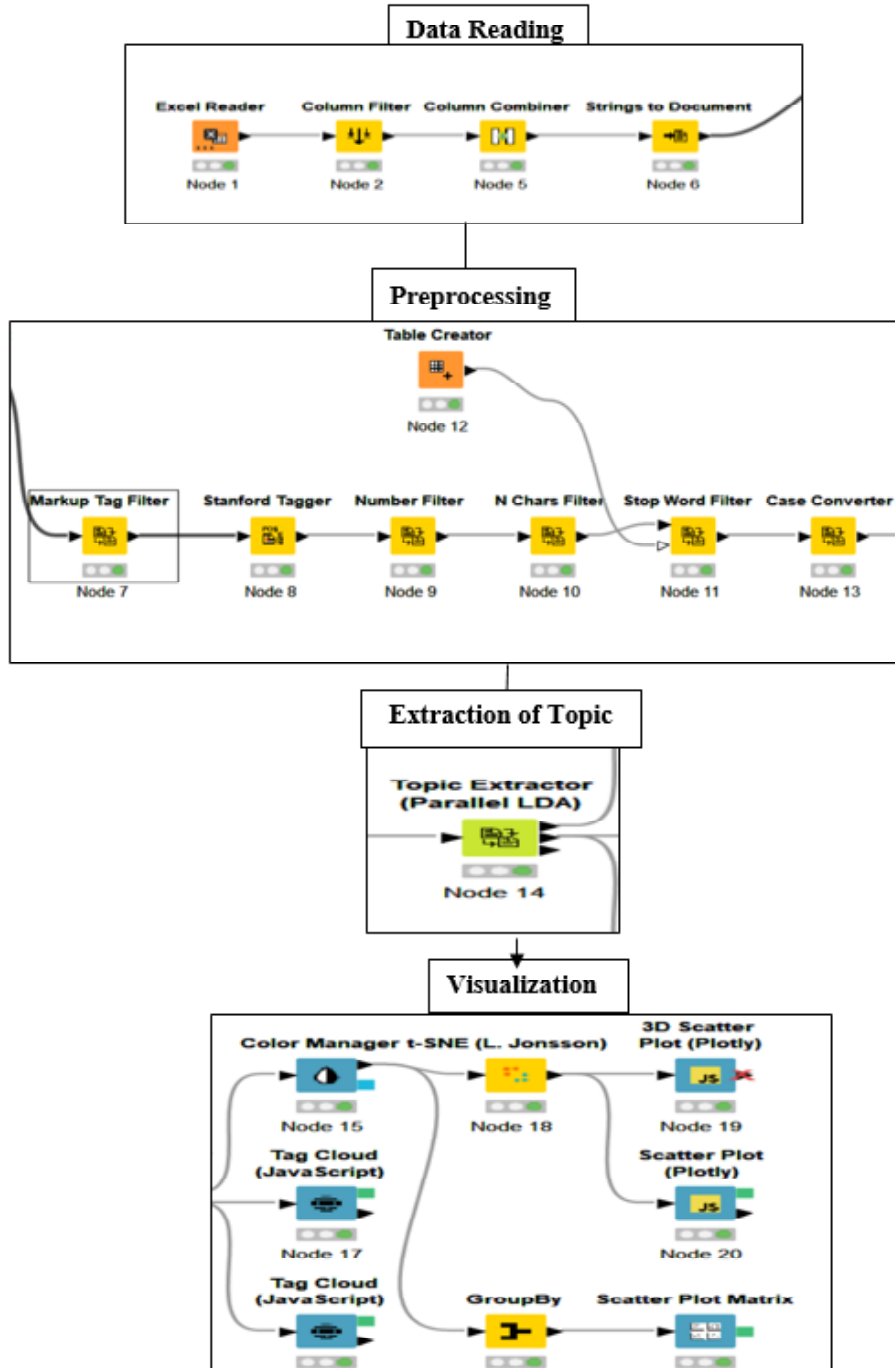 Data Reading
Excel Reader
Column Filter
Column Combiner
Strings to Document
Node 1
Node 2
Node 5
Node 6
Preprocessing
Table Creator
Node 12
Markup Tag Filter
Stanford Tagger
Number Filter
N Chars Filter
Stop Word Filter
Case Converter
Node 7
Node 8
Node 9
Node 10
Node 11
Node 13
Extraction of Topic
Topic Extractor
(Parallel LDA)
Node 14
Visualization
Color Manager
t-SNE (L. Jonsson)
3D Scatter
Plot (Plotly)
JS
Node 15
Node 18
Node 19
Tag Cloud
(JavaScript)
Scatter Plot
(Plotly)
JS
Node 17
Node 20
Tag Cloud
(JavaScript)
GroupBy
Scatter Plot Matrix